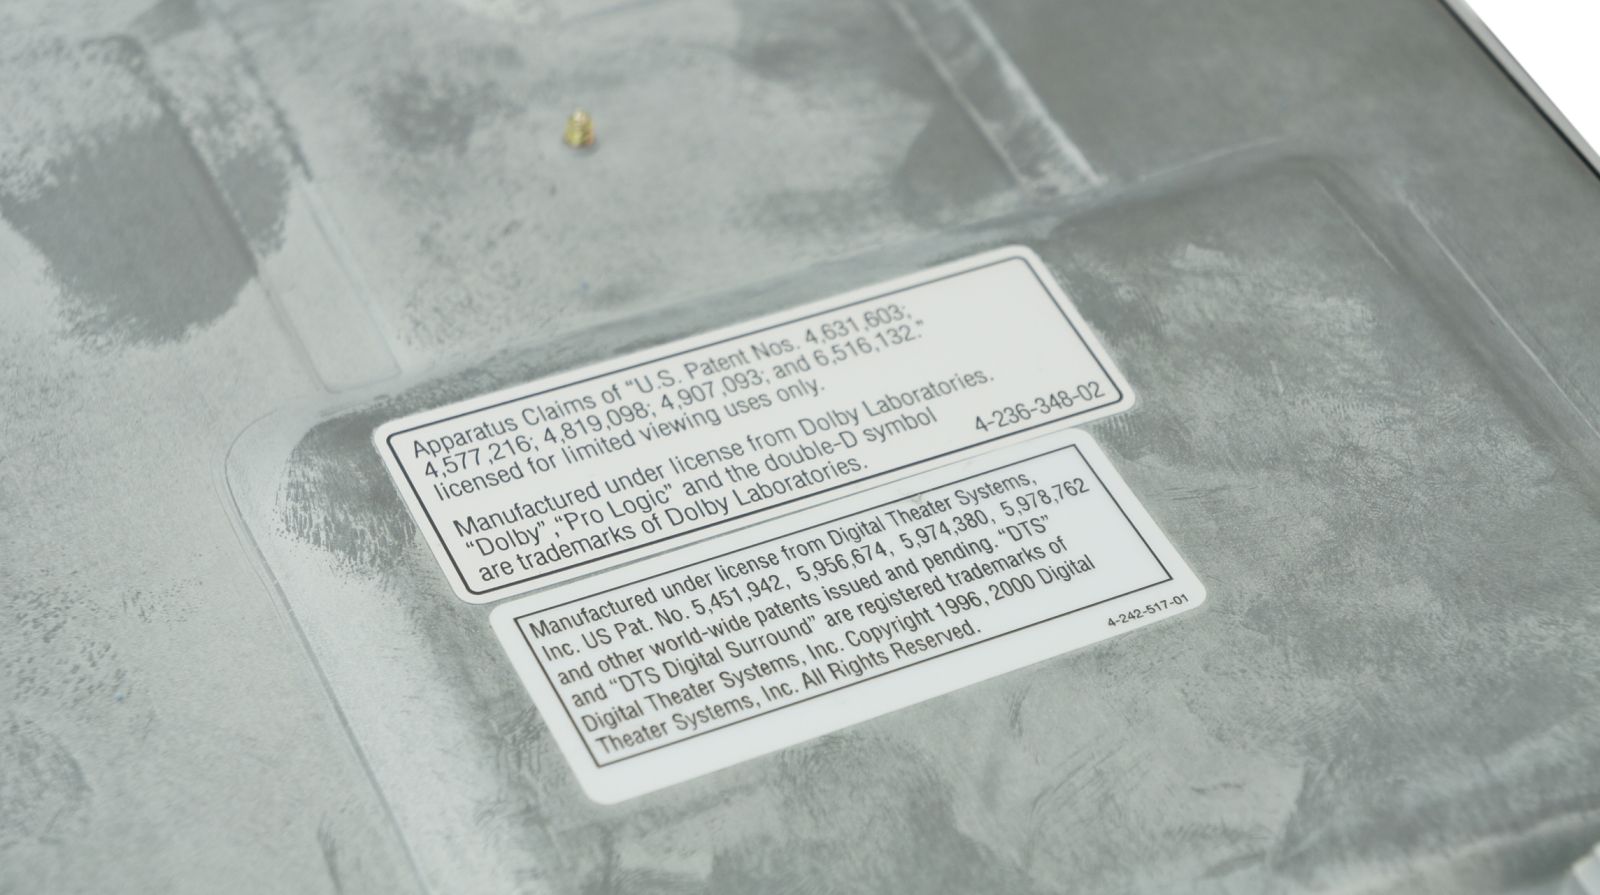 Apparatus Claims of “U.S. Patent Nos. 4,631,603;
4,577,216; 4,819,098; 4,907,093; and 6,516,132.”
licensed for limited viewing uses only.
Manufactured under license from Dolby Laboratories.
“Dolby”,“Pro Logic” and the double-D symbol
are trademarks of Dolby Laboratories.
4-236-348-02
Manufactured under license from Digital Theater Systems,
Inc. US Pat. No. 5,451,942, 5,956,674, 5,974,380, 5,978,762
and other world-wide patents issued and pending. “DTS”
and “DTS Digital Surround” are registered trademarks of
Digital Theater Systems, Inc. Copyright 1996, 2000 Digital
Theater Systems, Inc. All Rights Reserved.
4-242-517-01